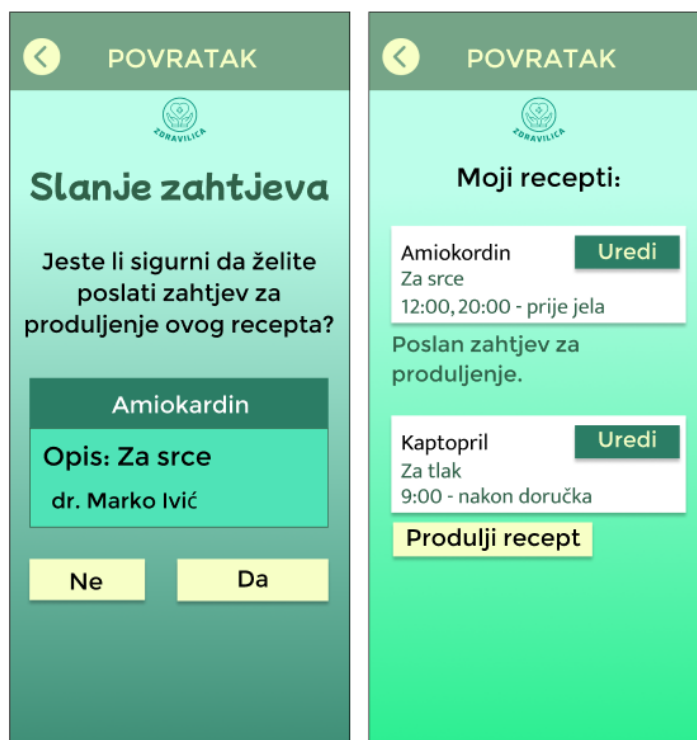 POVRATAK
ZDRAVILICA
Slanje zahtjeva
Jeste li sigurni da želite
poslati zahtjev za
produljenje ovog recepta?
Amiokardin
Opis: Za srce
dr. Marko Ivić
Ne
Da
POVRATAK
ZDRAVILICA
Moji recepti:
Amiokordin
Uredi
Za srce
12:00, 20:00 - prije jela
Poslan zahtjev za
produljenje.
Kaptopril
Uredi
Za tlak
9:00 - nakon doručka
Produlji recept